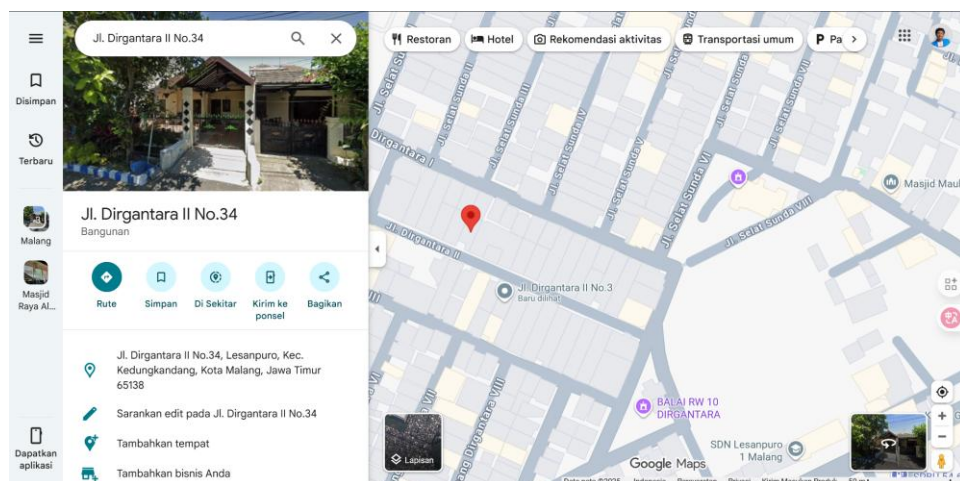 Jl. Dirgantara II No.34
Disimpan
Terbaru
Malang
Masjid
Raya Al...
Dapatkan
aplikasi
Jl. Dirgantara II No.34
Bangunan
Rute
Simpan
Di Sekitar
Kirim ke
ponsel
Bagikan
Jl. Dirgantara II No.34, Lesanpuro, Kec.
Kedungkandang, Kota Malang, Jawa Timur
65138
Sarankan edit pada Jl. Dirgantara II No.34
Tambahkan tempat
Tambahkan bisnis Anda
Restoran
Hotel
Rekomendasi aktivitas
Transportasi umum
P Pa
Jl. Selat Sunda II
Jl. Selat Sunda III
Jl. Selat Sunda IV
Jl. Selat Sunda V
Jl. Selat Sunda VI
Jl. Selat Sunda VII
Jl. Selat Sunda VIII
Dirgantara I
Jl. Dirgantara II
Masjid Maul
Jl. Dirgantara II No.3
Baru dilihat
Dirgantara VIII
BALAI RW 10
DIRGANTARA
SDN Lesanpuro
1 Malang
Lapisan
Google Maps